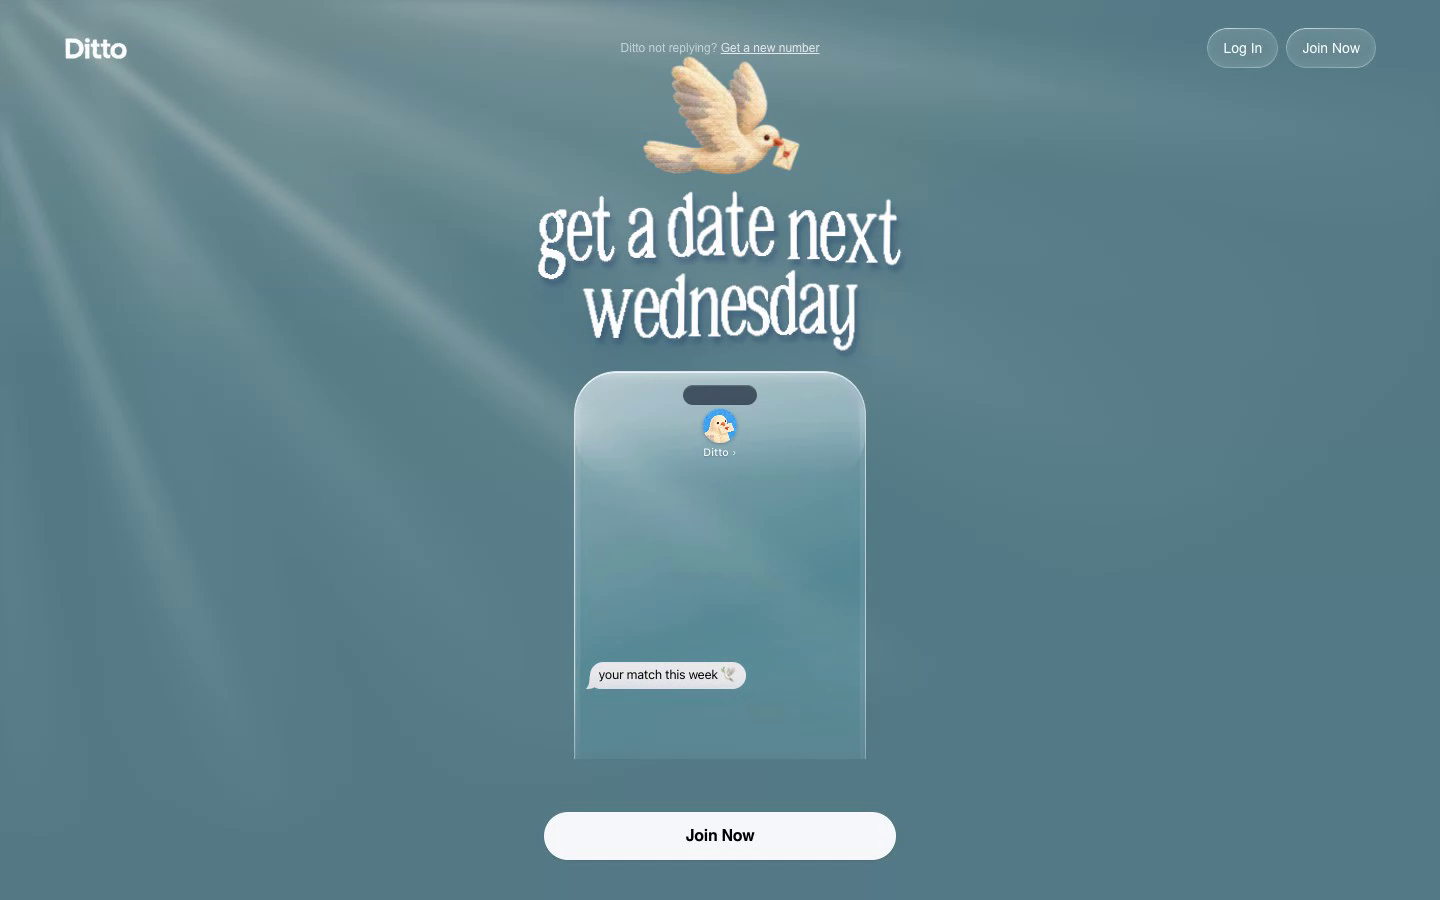 Ditto
Ditto not replying? Get a new number
Log In
Join Now
get a date next
wednesday
Ditto ›
your match this week 🕊️
Join Now